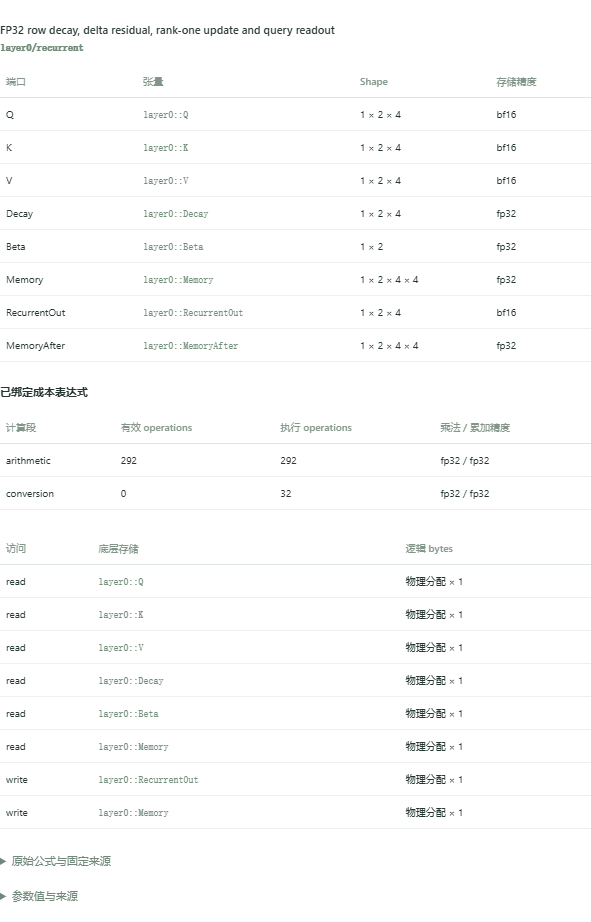 FP32 row decay, delta residual, rank-one update and query readout
layer0/recurrent
端口 张量 Shape 存储精度
Q layer0::Q 1 × 2 × 4 bf16
K layer0::K 1 × 2 × 4 bf16
V layer0::V 1 × 2 × 4 bf16
Decay layer0::Decay 1 × 2 × 4 fp32
Beta layer0::Beta 1 × 2 fp32
Memory layer0::Memory 1 × 2 × 4 × 4 fp32
RecurrentOut layer0::RecurrentOut 1 × 2 × 4 bf16
MemoryAfter layer0::MemoryAfter 1 × 2 × 4 × 4 fp32
已绑定成本表达式
计算段 有效 operations 执行 operations 乘法 / 累加精度
arithmetic 292 292 fp32 / fp32
conversion 0 32 fp32 / fp32
访问 底层存储 逻辑 bytes
read layer0::Q 物理分配 × 1
read layer0::K 物理分配 × 1
read layer0::V 物理分配 × 1
read layer0::Decay 物理分配 × 1
read layer0::Beta 物理分配 × 1
read layer0::Memory 物理分配 × 1
write layer0::RecurrentOut 物理分配 × 1
write layer0::Memory 物理分配 × 1
▶ 原始公式与固定来源
▶ 参数值与来源